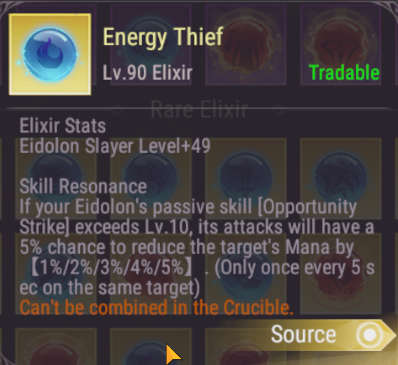 Energy Thief
Lv.90 Elixir
Tradable
Rare Elixir
Elixir Stats
Eidolon Slayer Level+49
Skill Resonance
If your Eidolon's passive skill [Opportunity
Strike] exceeds Lv.10, its attacks will have a
5% chance to reduce the target's Mana by
【1%/2%/3%/4%/5%】. (Only once every 5 s
ec on the same target)
Can't be combined in the Crucible.
Source